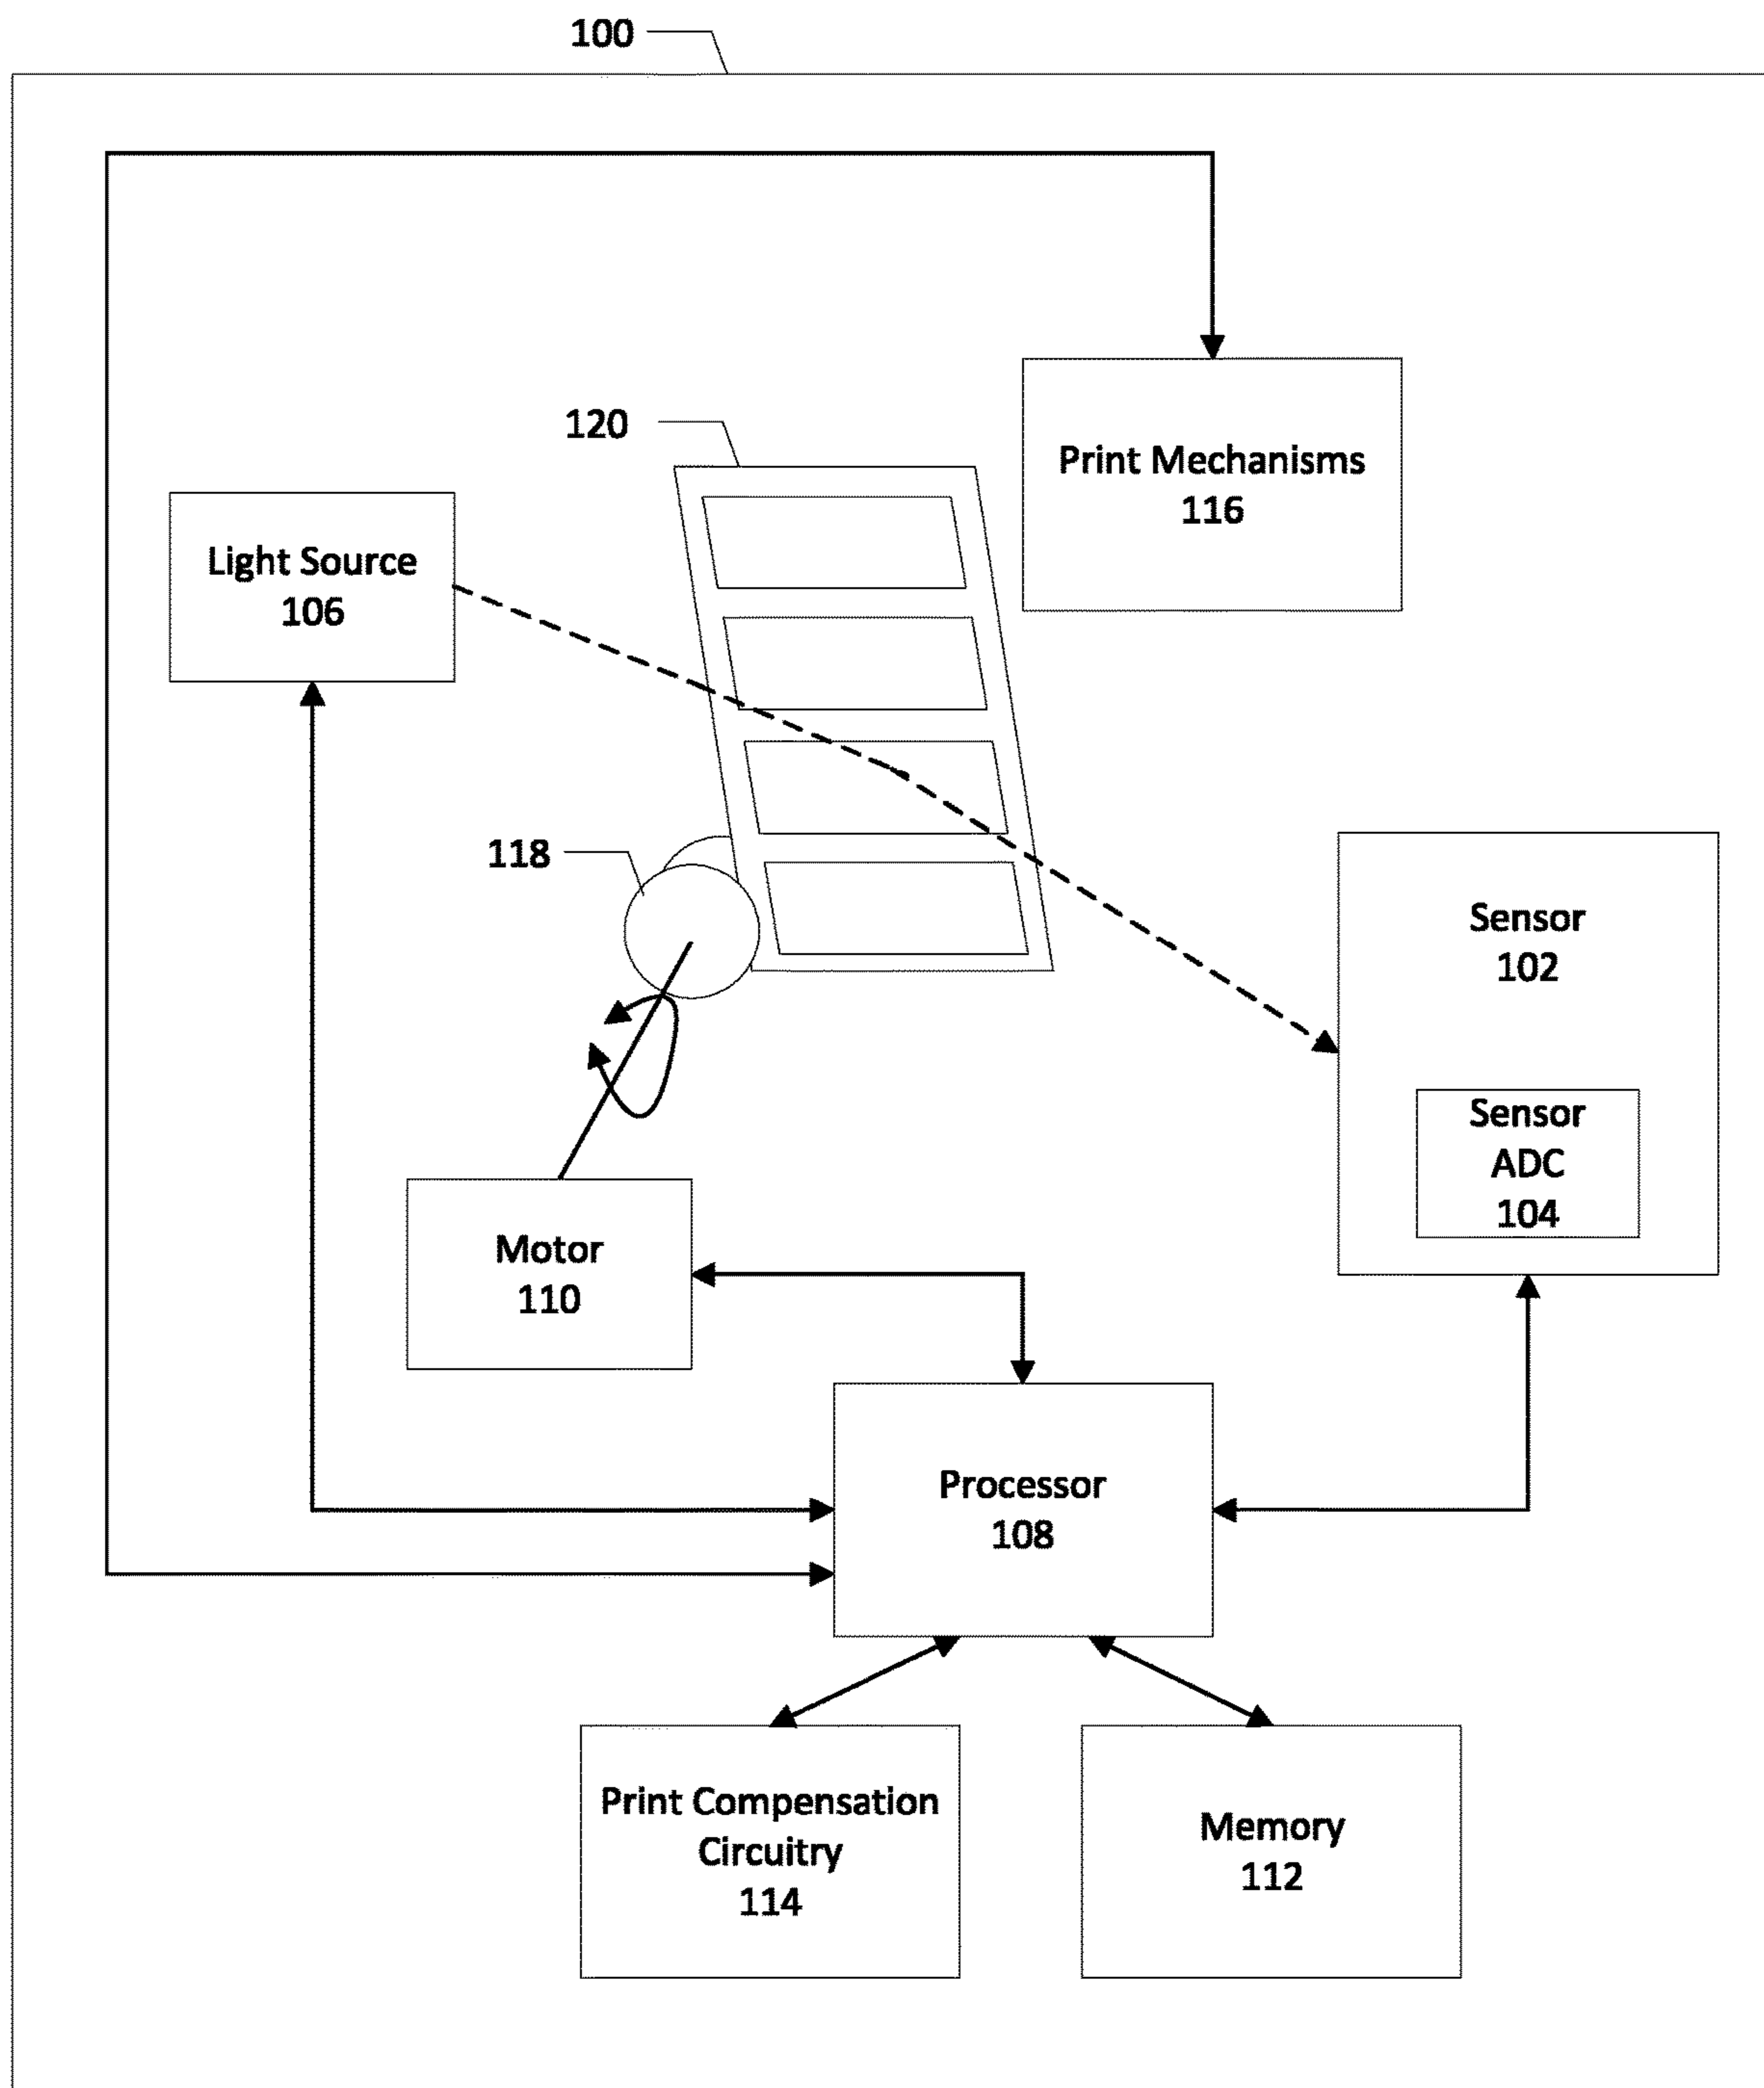 100
Print Mechanisms
116
120
Light Source
106
118
Sensor
102
Sensor
ADC
104
Motor
110
Processor
108
Print Compensation
Circuitry
114
Memory
112